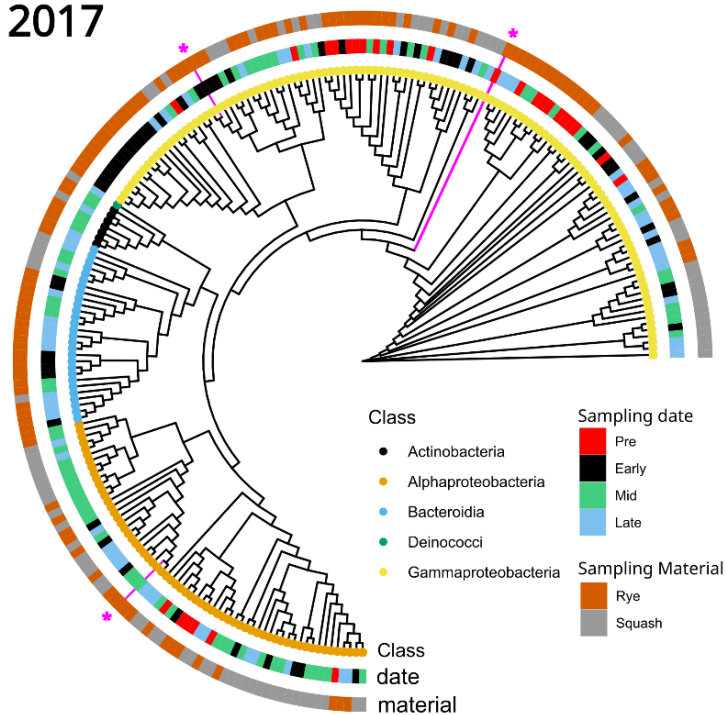 2017
*
*
*
Class
Actinobacteria
Alphaproteobacteria
Bacteroidia
Deinococci
Gammaproteobacteria
Sampling date
Pre
Early
Mid
Late
Sampling Material
Rye
Squash
Class
date
material